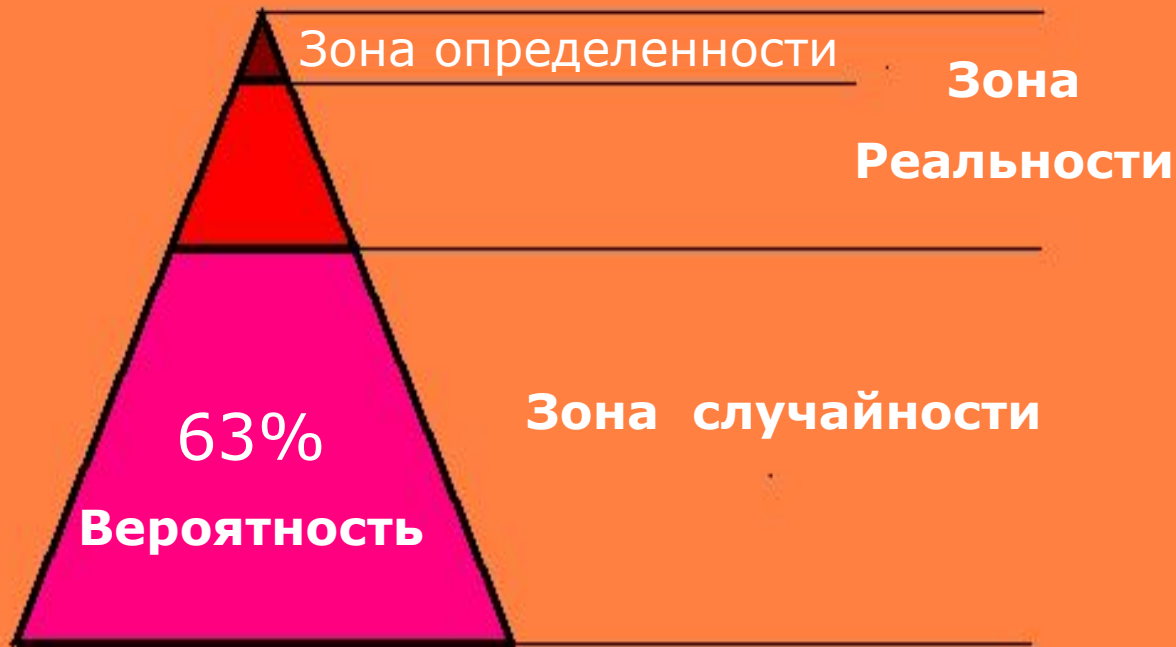 Зона определенности
Зона
Реальности
Зона случайности
63%
Вероятность